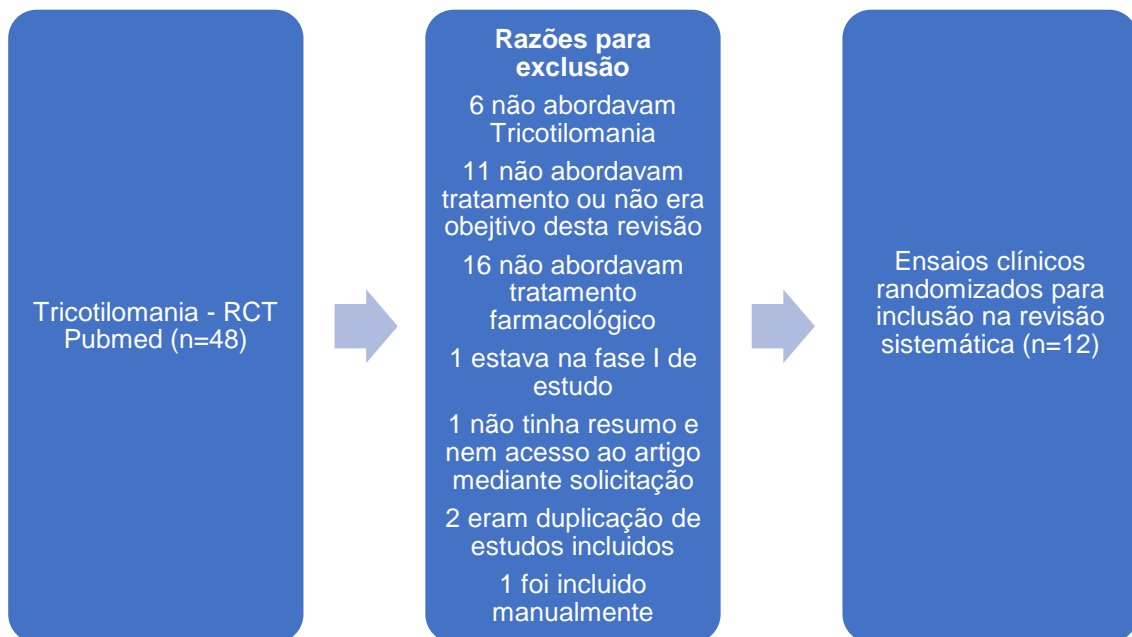 Tricotilomania - RCT
Pubmed (n=48)
Razões para
exclusão
6 não abordavam
Tricotilomania
11 não abordavam
tratamento ou não era
obejtivo desta revisão
16 não abordavam
tratamento
farmacológico
1 estava na fase I de
estudo
1 não tinha resumo e
nem acesso ao artigo
mediante solicitação
2 eram duplicação de
estudos incluidos
1 foi incluido
manualmente
Ensaios clínicos
randomizados para
inclusão na revisão
sistemática (n=12)